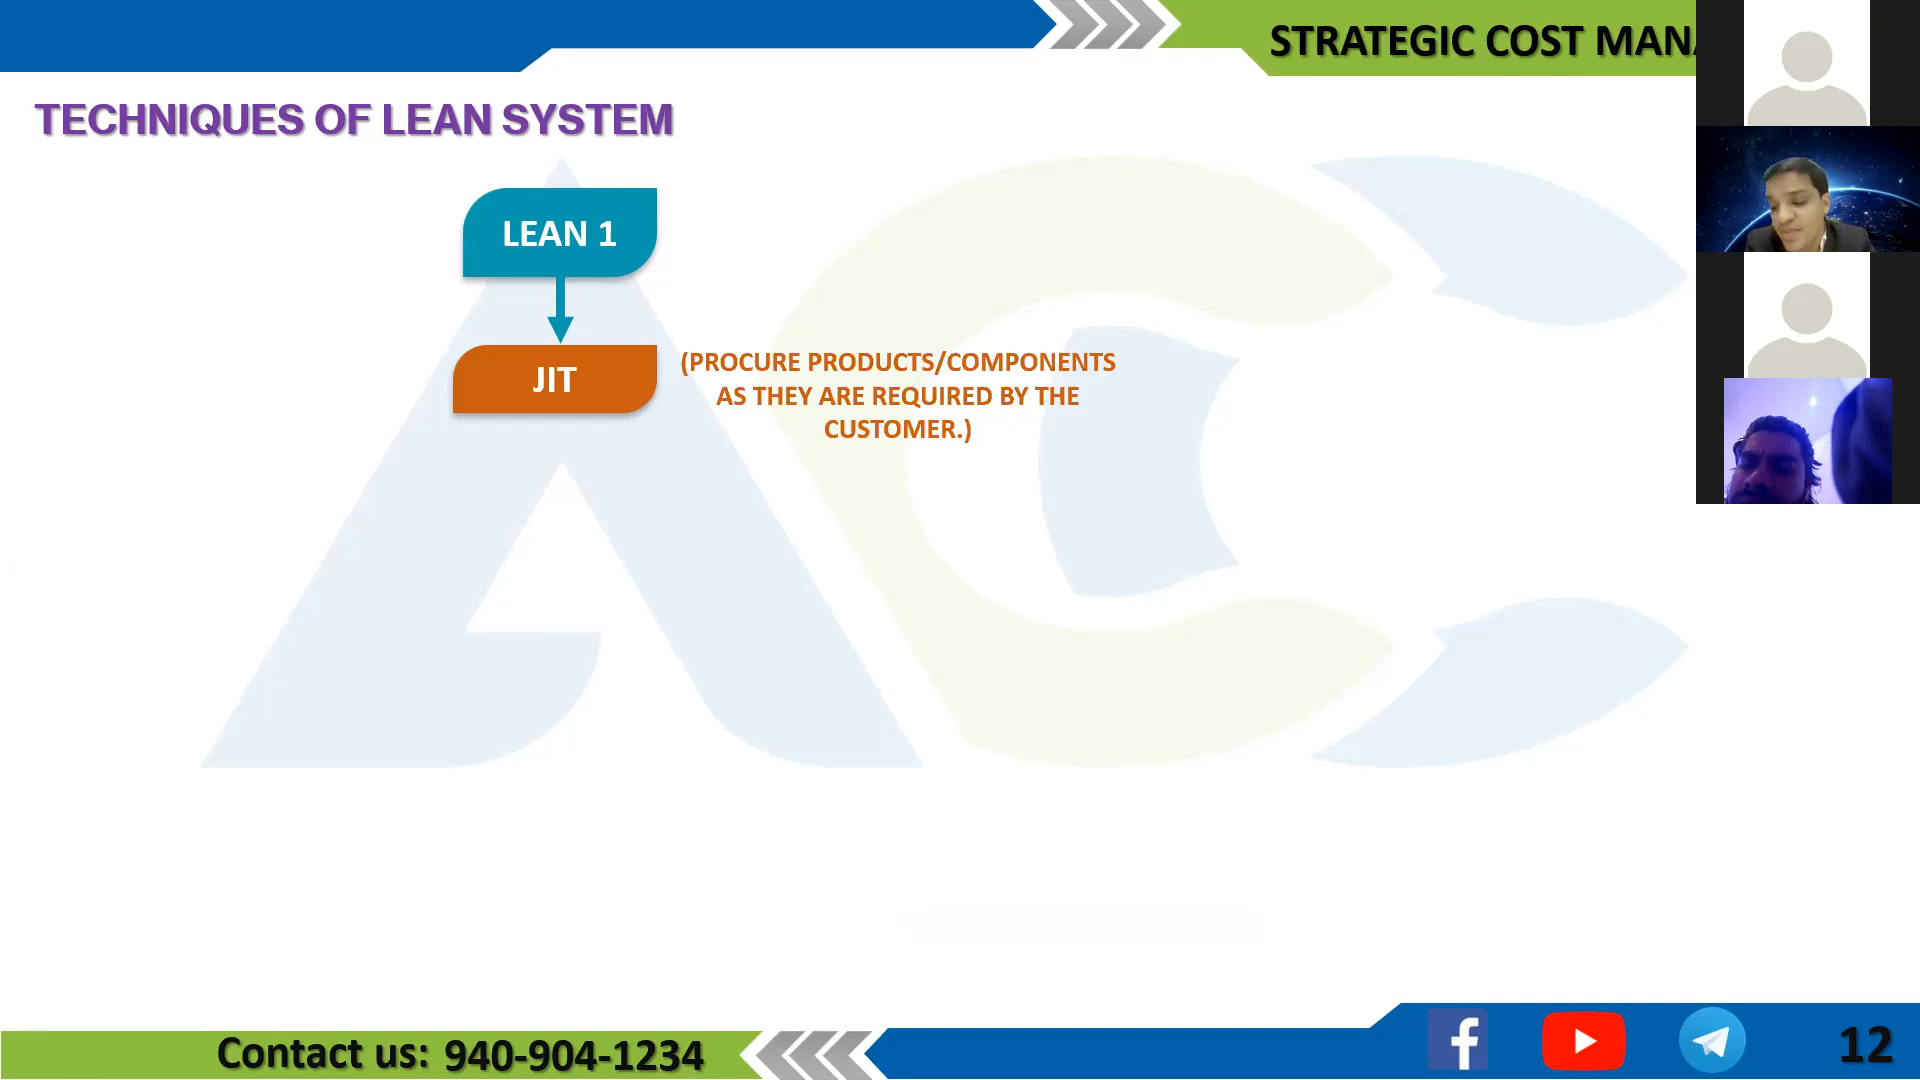 STRATEGIC COST
TECHNIQUES OF LEAN SYSTEM
LEAN 1
JIT
(PROCURE PRODUCTS/COMPONENTS
AS THEY ARE REQUIRED BY THE
CUSTOMER.)
Contact us: 940-904-1234
12